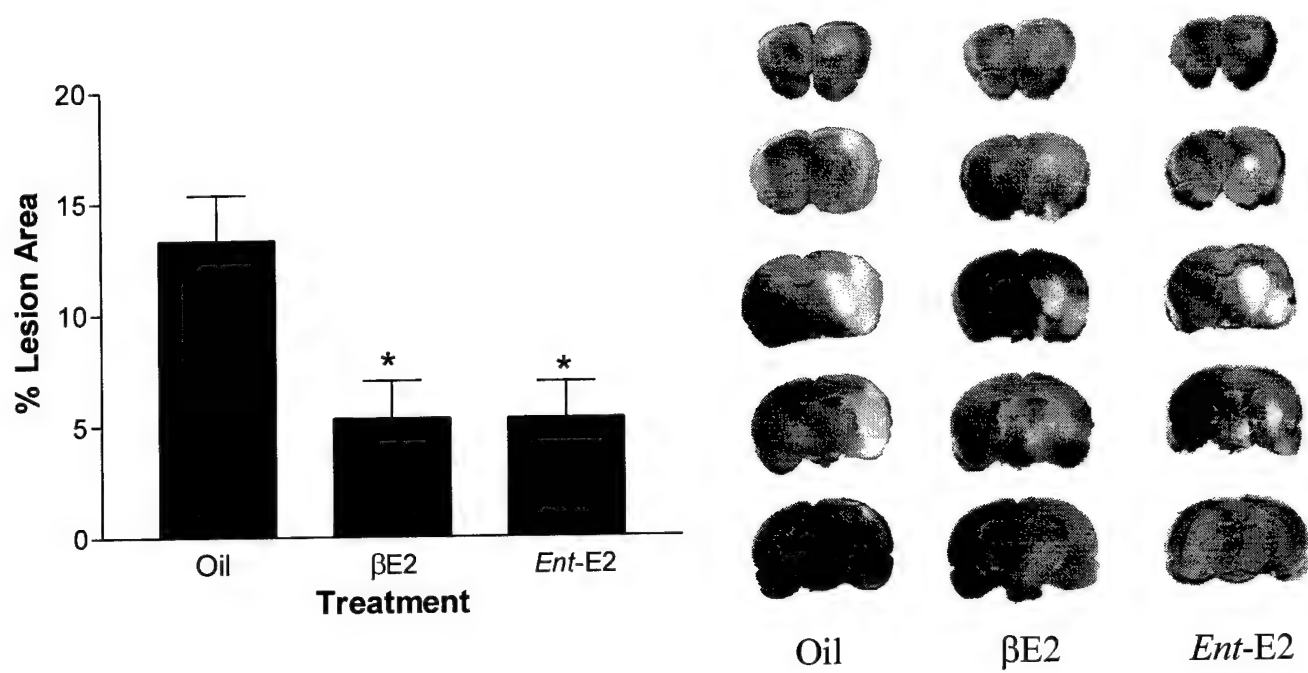 20
15
10
5
0
% Lesion Area
*
*
Oil
βE2
Ent-E2
Treatment
Oil
βE2
Ent-E2